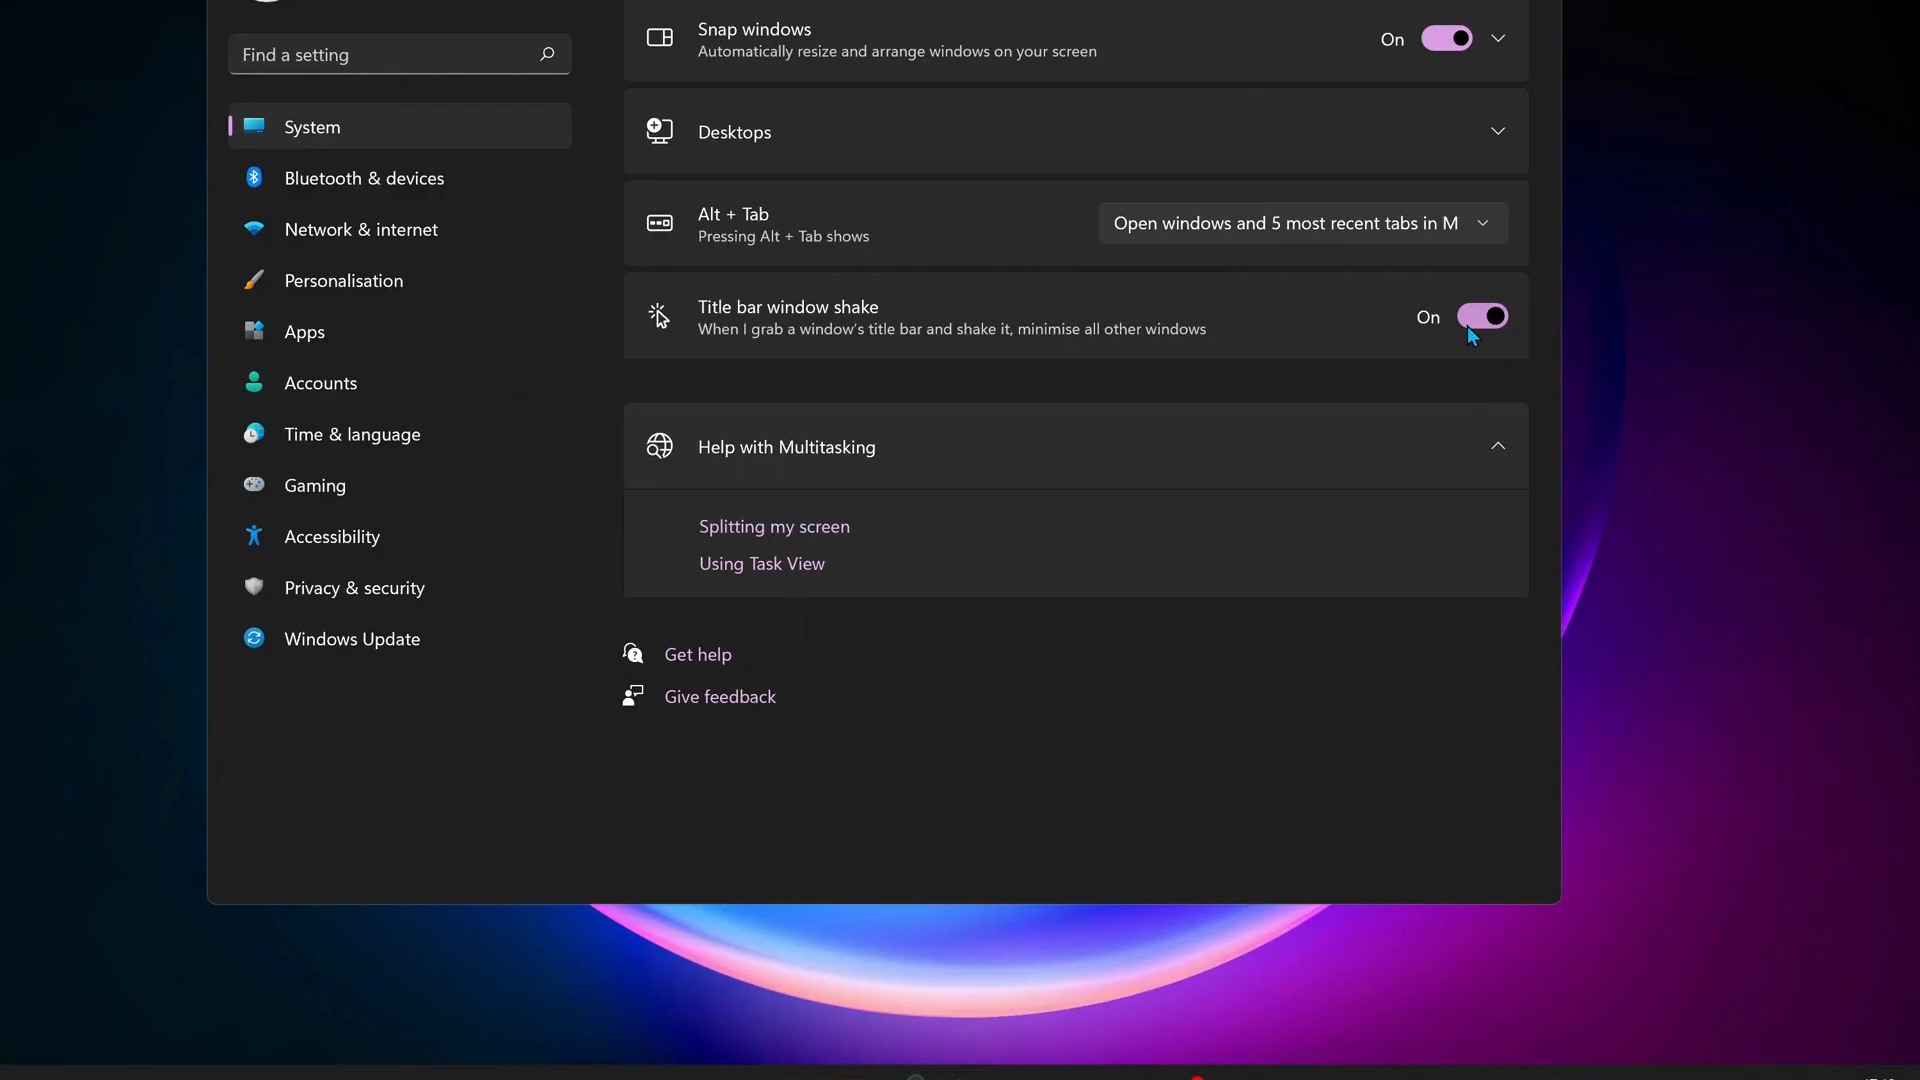 Find a setting
System
Bluetooth & devices
Network & internet
Personalisation
Apps
Accounts
Time & language
Gaming
Accessibility
Privacy & security
Windows Update
Snap windows
Automatically resize and arrange windows on your screen
On
Desktops
Alt + Tab
Pressing Alt + Tab shows
Open windows and 5 most recent tabs in M
Title bar window shake
When I grab a window's title bar and shake it, minimise all other windows
On
Help with Multitasking
Splitting my screen
Using Task View
Get help
Give feedback